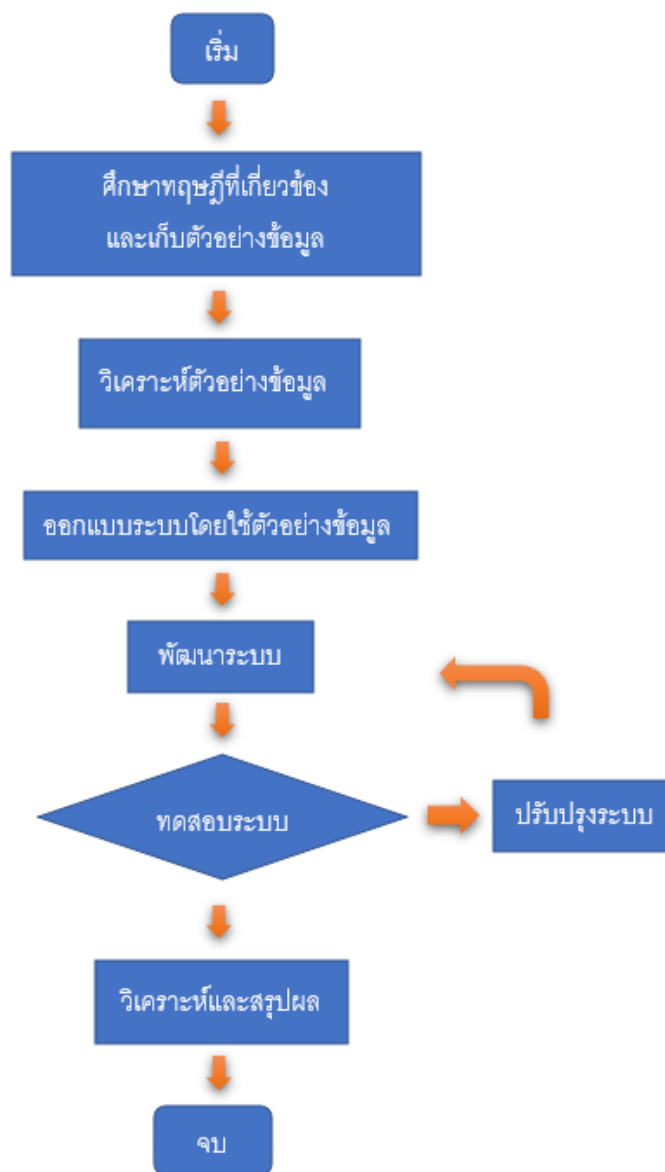 เริ่ม
ศึกษาทฤษฎีที่เกี่ยวข้อง
และเก็บตัวอย่างข้อมูล
วิเคราะห์ตัวอย่างข้อมูล
ออกแบบระบบโดยใช้ตัวอย่างข้อมูล
พัฒนาระบบ
ทดสอบระบบ
ปรับปรุงระบบ
วิเคราะห์และสรุปผล
จบ